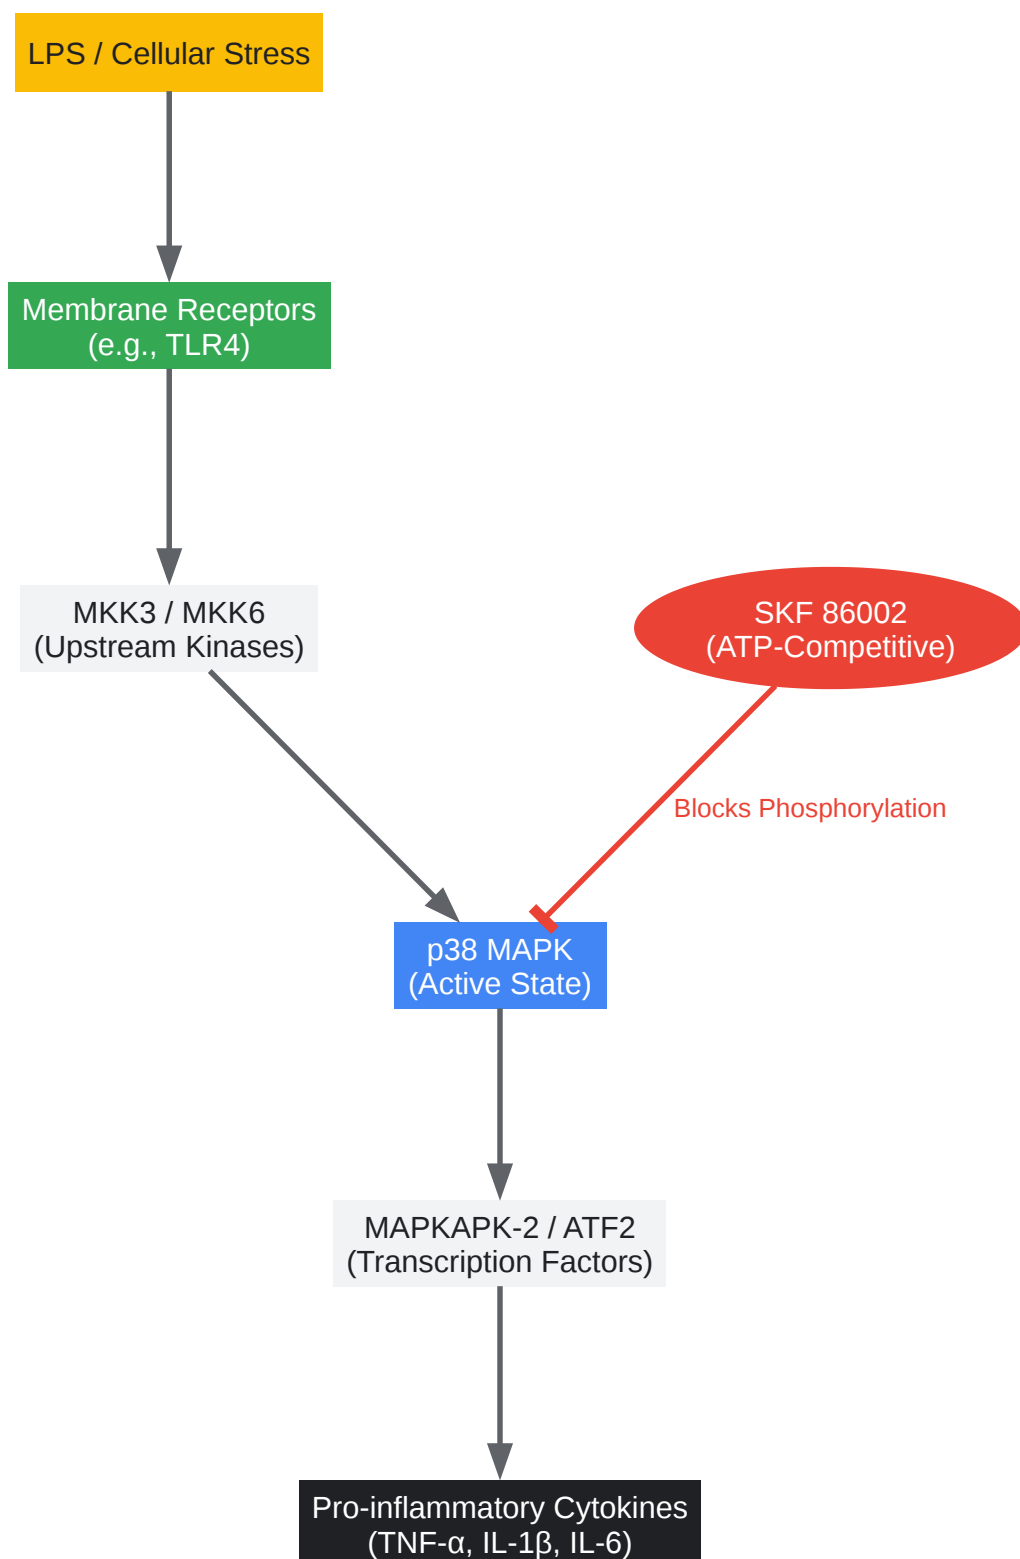 LPS / Cellular Stress
Membrane Receptors
(e.g., TLR4)
MKK3 / MKK6
(Upstream Kinases)
SKF 86002
(ATP-Competitive)
Blocks Phosphorylation
p38 MAPK
(Active State)
MAPKAPK-2 / ATF2
(Transcription Factors)
Pro-inflammatory Cytokines
(TNF-α, IL-1β, IL-6)